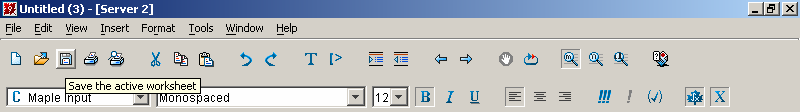 Untitled (3) - [Server 2]
File Edit View Insert Format Tools Window Help
T
Save the active worksheet
C Maple Input Monospaced 12 B I U !!! ! (√) X